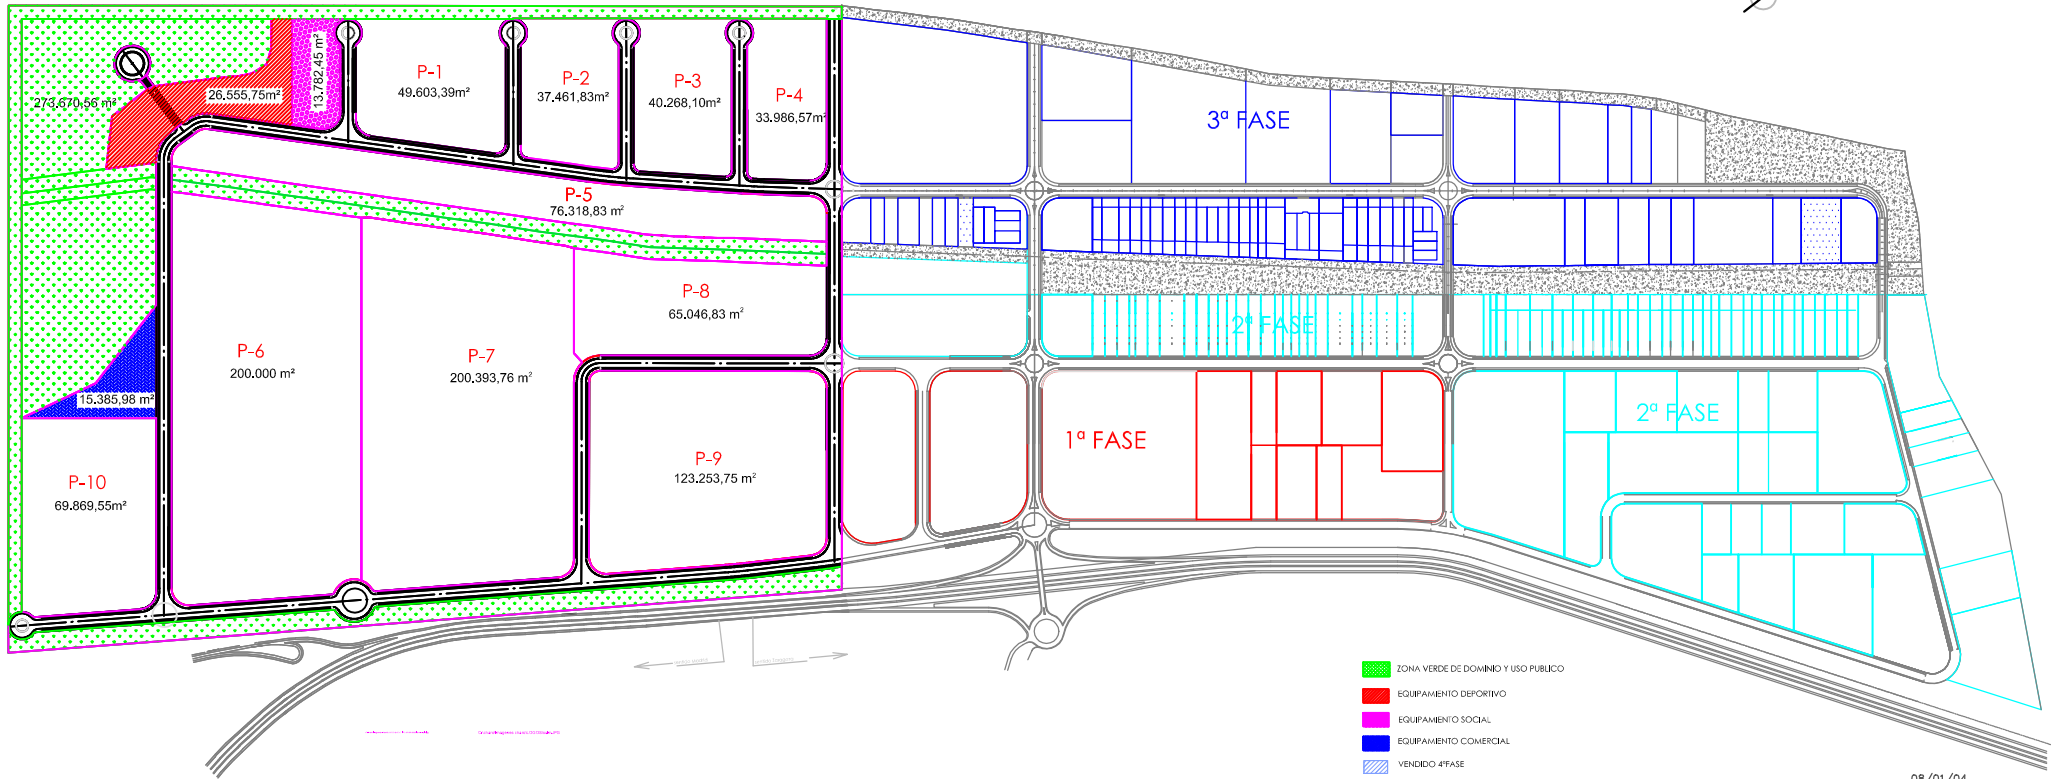 273.670,56 m²
26.555,75m²
13.782,45 m²
P-1
49.603,39m²
P-2
37.461,83m²
P-3
40.268,10m²
P-4
33.986,57m²
P-5
76.318,83 m²
P-6
200.000 m²
P-7
200.393,76 m²
P-8
65.046,83 m²
P-9
123.253,75 m²
15.385,98 m²
P-10
69.869,55m²
3ª FASE
2ª FASE
1ª FASE
2ª FASE
ZONA VERDE DE DOMINIO Y USO PUBLICO
EQUIPAMIENTO DEPORTIVO
EQUIPAMIENTO SOCIAL
EQUIPAMIENTO COMERCIAL
VENDIDO 4ªFASE
08/01/04